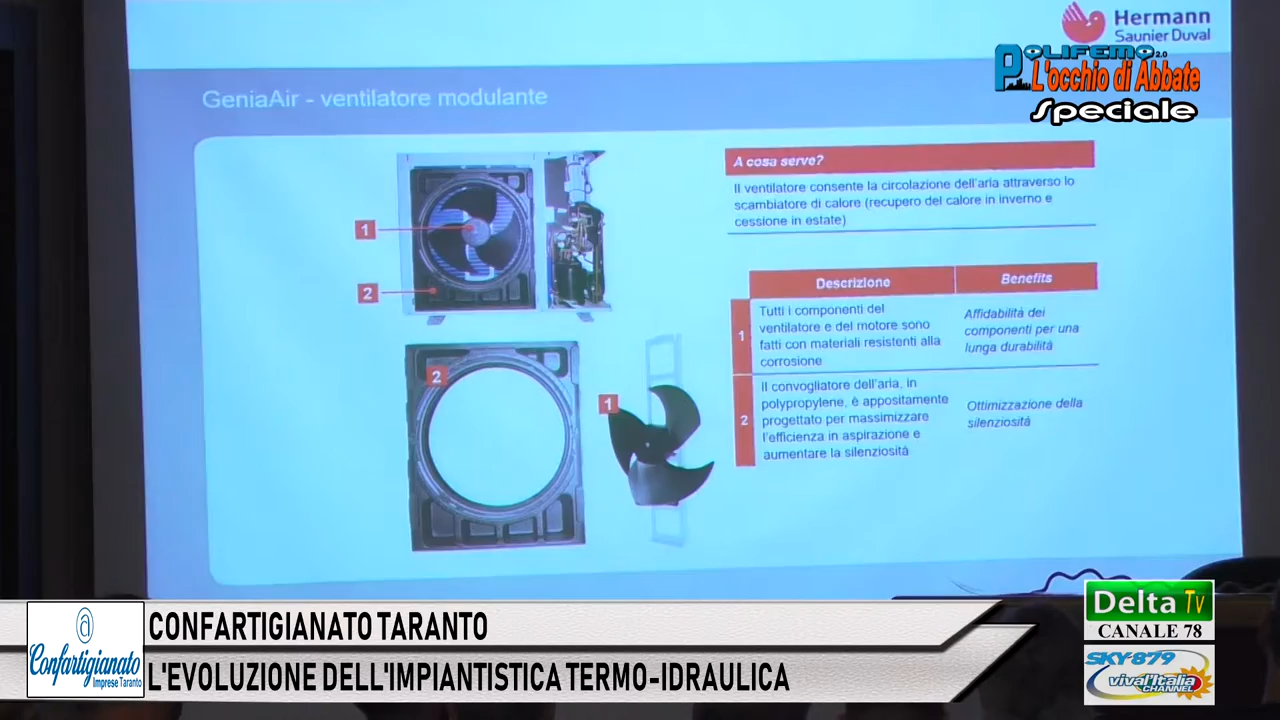 Hermann
Saunier Duval
POLIFEMO 2.0
L'occhio di Abbate
Speciale
GeniaAir - ventilatore modulante
A cosa serve?
Il ventilatore consente la circolazione dell'aria attraverso lo
scambiatore di calore (recupero del calore in inverno e
cessione in estate)
1
2
Descrizione
Benefits
1
Tutti i componenti del
ventilatore e del motore sono
fatti con materiali resistenti alla
corrosione
Affidabilità dei
componenti per una
lunga durabilità
2
Il convogliatore dell'aria, in
polypropylene, è appositamente
progettato per massimizzare
l'efficienza in aspirazione e
aumentare la silenziosità
Ottimizzazione della
silenziosità
2
1
Confartigianato
Imprese Taranto
CONFARTIGIANATO TARANTO
L'EVOLUZIONE DELL'IMPIANTISTICA TERMO-IDRAULICA
Delta Tv
CANALE 78
SKY-879
viva l'Italia
CHANNEL